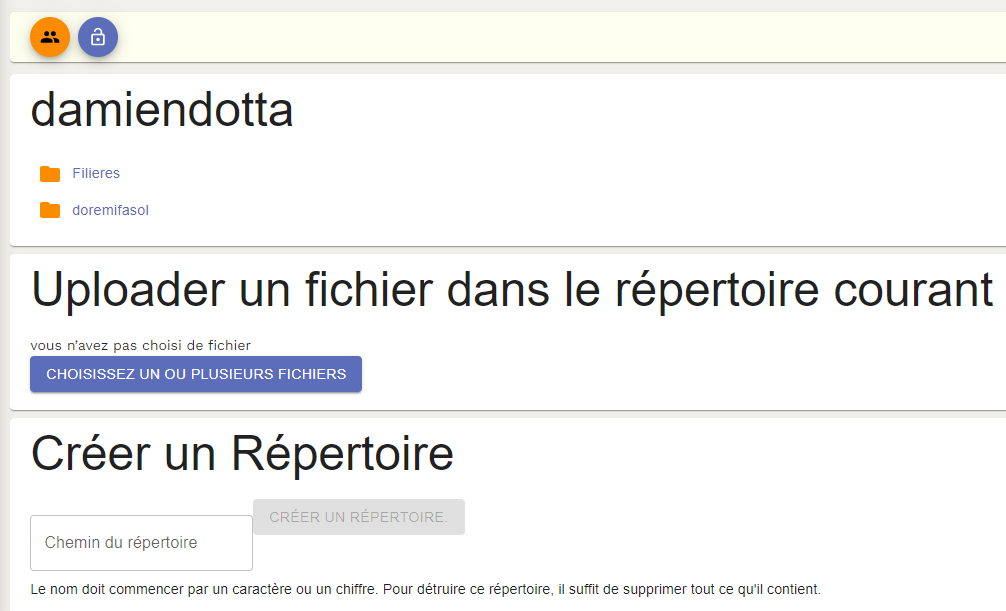 damiendotta
Filieres
doremifasol
Uploader un fichier dans le répertoire courant
vous n'avez pas choisi de fichier
CHOISISSEZ UN OU PLUSIEURS FICHIERS
Créer un Répertoire
CRÉER UN RÉPERTOIRE.
Chemin du répertoire
Le nom doit commencer par un caractère ou un chiffre. Pour détruire ce répertoire, il suffit de supprimer tout ce qu'il contient.